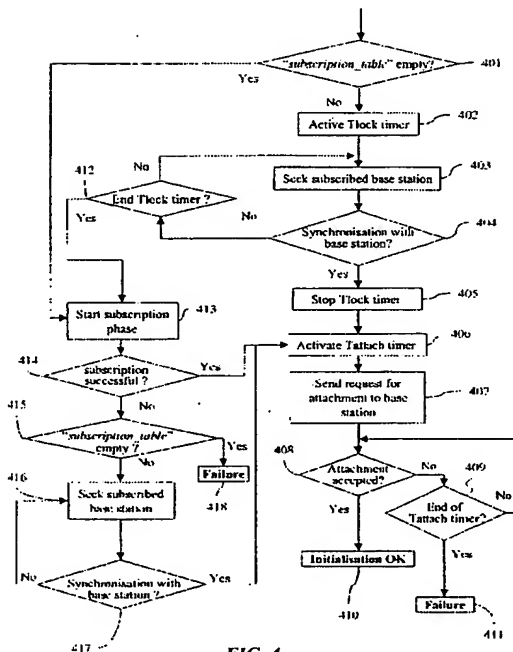 "subscription_table" empty?
401
Yes
No
402
Active Tlock timer
412
No
403
Seek subscribed base station
End Tlock timer ?
No
404
Yes
Synchronisation with
base station?
Yes
413
Stop Tlock timer
405
Start subscription
phase
406
Activate Tattach timer
414
subscription
successful ?
Yes
Send request for
attachment to base
station
407
No
415
"subscription_table"
empty ?
Yes
408
Attachment
accepted?
No
409
No
416
No
Failure
418
Seek subscribed
base station
End of
Tattach timer?
Yes
Initialisation OK
Yes
No
Synchronisation with
base station ?
Yes
410
Failure
411
417
FIG. 4